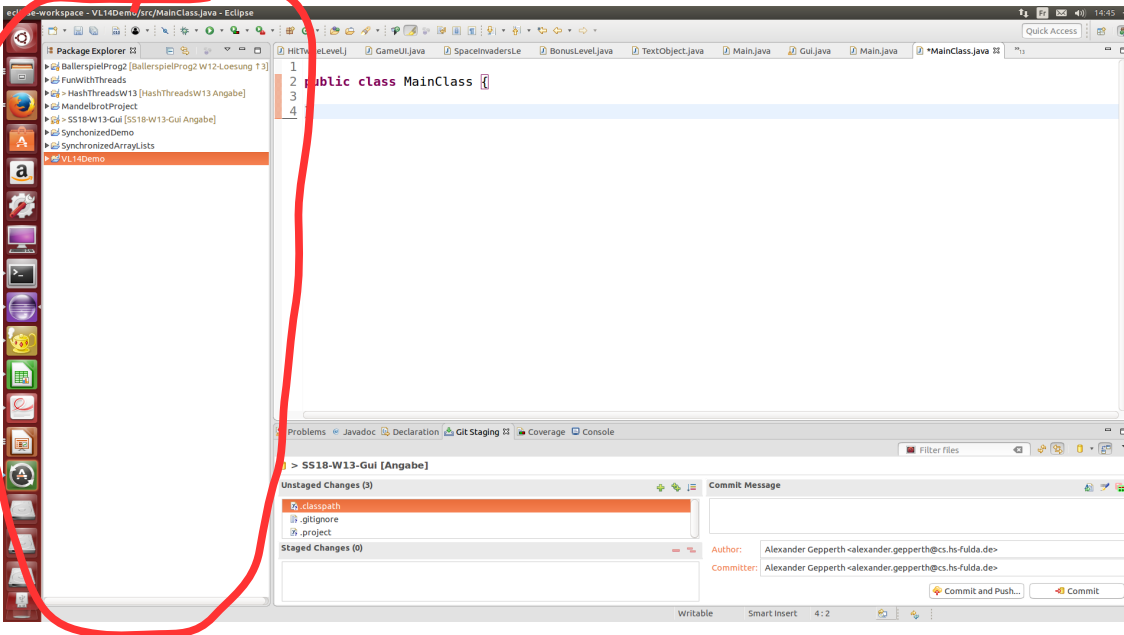 workspace - VL14Demo/src/MainClass.java - Eclipse
Fr 14:45
Quick Access
Package Explorer
BallerspielProg2 [BallerspielProg2 W12-Loesung ↑3]
FunWithThreads
> HashThreadsW13 [HashThreadsW13 Angabe]
MandelbrotProject
> SS18-W13-Gui [SS18-W13-Gui Angabe]
SynchonizedDemo
SynchronizedArrayLists
VL14Demo
GameUI.java SpaceInvadersLe BonusLevel.java TextObject.java Main.java Gui.java Main.java *MainClass.java "13
1
2 public class MainClass {
3
4
Problems Javadoc Declaration Git Staging Coverage Console
Filter files
> SS18-W13-Gui [Angabe]
Unstaged Changes (3)
.classpath
.gitignore
.project
Staged Changes (0)
Commit Message
Author: Alexander Gepperth <alexander.gepperth@cs.hs-fulda.de>
Committer: Alexander Gepperth <alexander.gepperth@cs.hs-fulda.de>
Commit and Push... Commit
Writable Smart Insert 4 : 2